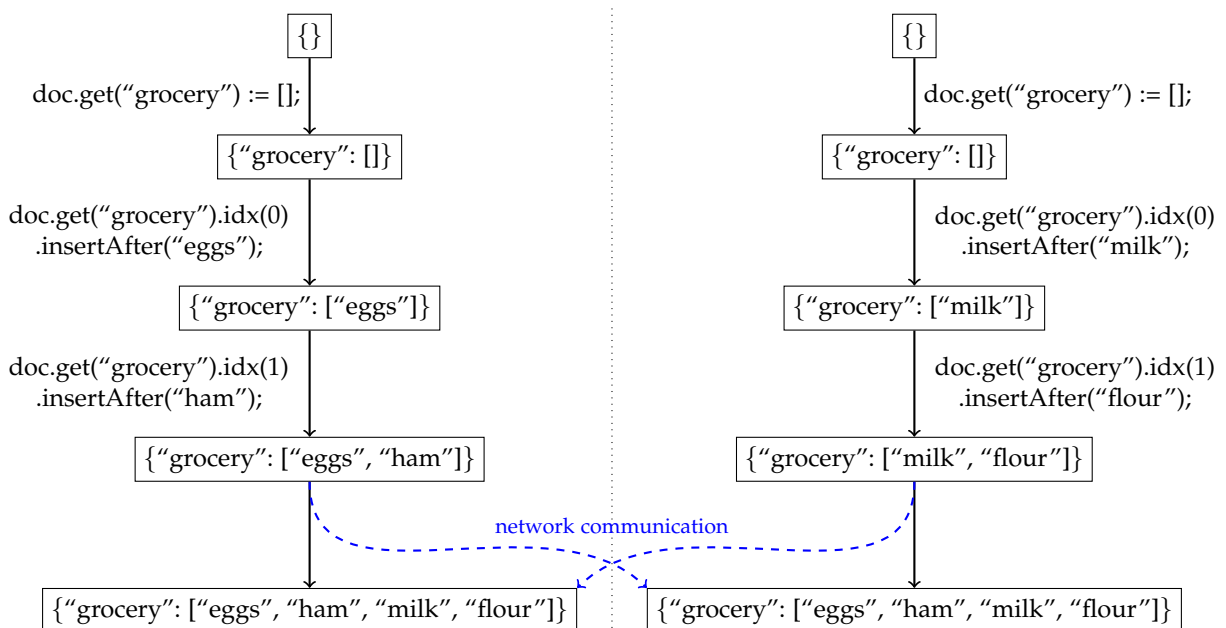 {}
{}
doc.get(“grocery”) := [];
doc.get(“grocery”) := [];
{“grocery”: []}
{“grocery”: []}
doc.get(“grocery”).idx(0)
.insertAfter(“eggs”);
doc.get(“grocery”).idx(0)
.insertAfter(“milk”);
{“grocery”: [“eggs”]}
{“grocery”: [“milk”]}
doc.get(“grocery”).idx(1)
.insertAfter(“ham”);
doc.get(“grocery”).idx(1)
.insertAfter(“flour”);
{“grocery”: [“eggs”, “ham”]}
{“grocery”: [“milk”, “flour”]}
network communication
{“grocery”: [“eggs”, “ham”, “milk”, “flour”]}
{“grocery”: [“eggs”, “ham”, “milk”, “flour”]}